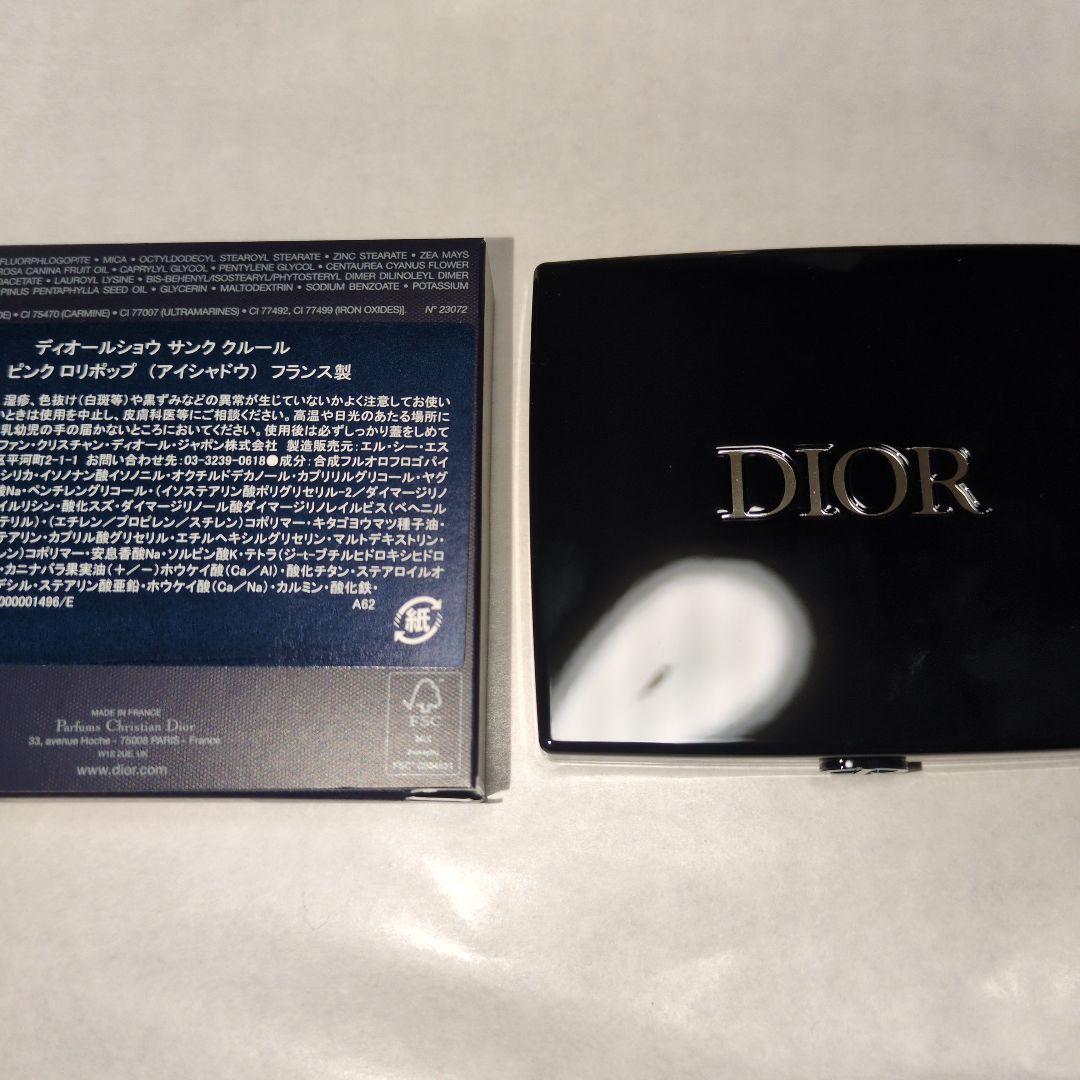 FLUORPHLOGOPITE • MICA • OCTYLDODECYL STEAROYL STEARATE • ZINC STEARATE • ZEA MAYS
ROSA CANINA FRUIT OIL • CAPRYLYL GLYCOL • PENTYLENE GLYCOL • CENTAUREA CYANUS FLOWER
OACETATE • LAUROYL LYSINE • BIS-BEHENYL/ISOSTEARYL/PHYTOSTERYL DIMER DILINOLEYL DIMER
PINUS PENTAPHYLLA SEED OIL • GLYCERIN • MALTODEXTRIN • SODIUM BENZOATE • POTASSIUM
DE) • CI 75470 (CARMINE) • CI 77007 (ULTRAMARINES) • CI 77492, CI 77499 (IRON OXIDES)]. N° 23072
ディオールショウ サンク クルール
ピンク ロリポップ (アイシャドウ) フランス製
湿疹、色抜け(白斑等)や黒ずみなどの異常が生じていないかよく注意してお使い
いときは使用を中止し、皮膚科医等にご相談ください。高温や日光のあたる場所に
乳幼児の手の届かないところにおいてください。使用後は必ずしっかり蓋をしめて
ファン・クリスチャン・ディオール・ジャポン株式会社 製造販売元:エル・シー・エス
区平河町2-1-1 お問い合わせ先:03-3239-0618●成分:合成フルオロフロゴパイ
シリカ・イソノナン酸イソノニル・オクチルドデカノール・カプリリルグリコール・ヤグ
酸Na・ペンチレングリコール・(イソステアリン酸ポリグリセリル-2/ダイマージリノ
イルリシン・酸化スズ・ダイマージリノール酸ダイマージリノレイルビス(ベヘニル
テリル)・(エチレン/プロピレン/スチレン)コポリマー・キタゴヨウマツ種子油・
テアリン・カプリル酸グリセリル・エチルヘキシルグリセリン・マルトデキストリン・
レン)コポリマー・安息香酸Na・ソルビン酸K・テトラ(ジ-t-ブチルヒドロキシヒドロ
・カニナバラ果実油(+/−)ホウケイ酸(Ca/Al)・酸化チタン・ステアロイルオ
デシル・ステアリン酸亜鉛・ホウケイ酸(Ca/Na)・カルミン・酸化鉄・
000001496/E A62
紙
MADE IN FRANCE
Parfums Christian Dior
33, avenue Hoche - 75008 PARIS - France
W1S 2UE, UK
www.dior.com
FSC
DIOR